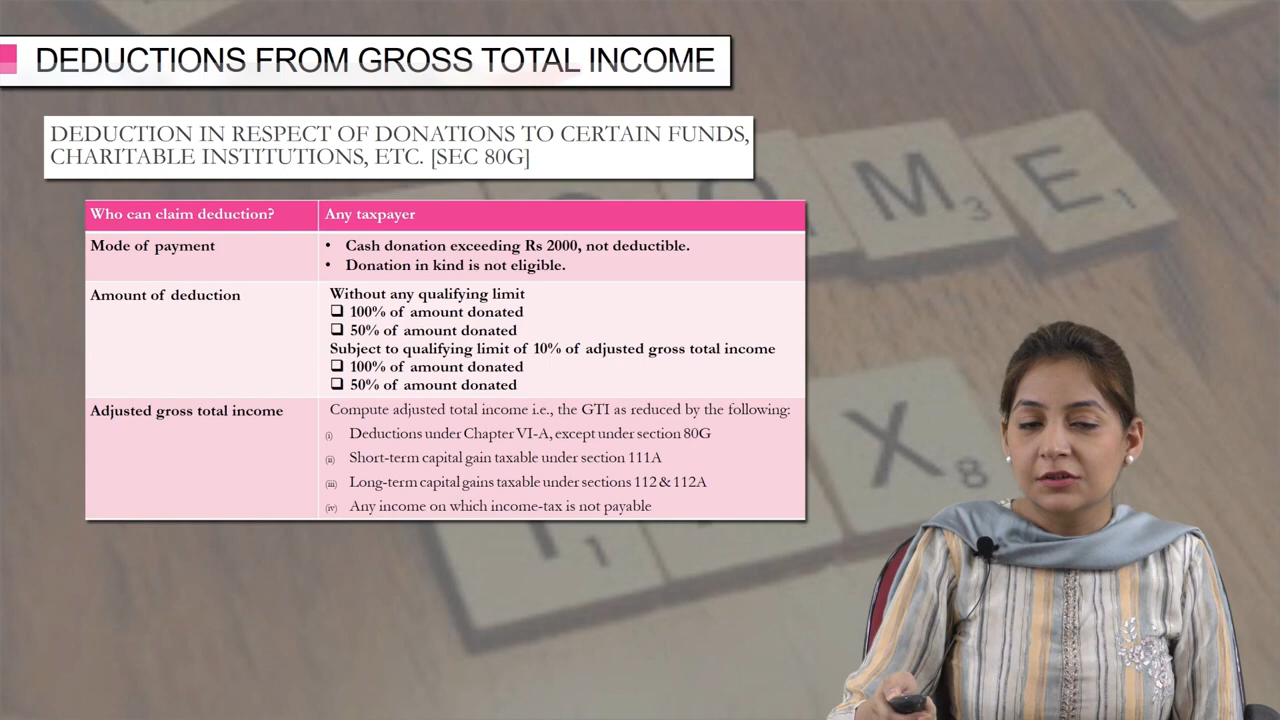 DEDUCTIONS FROM GROSS TOTAL INCOME
DEDUCTION IN RESPECT OF DONATIONS TO CERTAIN FUNDS,
CHARITABLE INSTITUTIONS, ETC. [SEC 80G]
Who can claim deduction? Any taxpayer
Mode of payment • Cash donation exceeding Rs 2000, not deductible.
• Donation in kind is not eligible.
Amount of deduction Without any qualifying limit
❑ 100% of amount donated
❑ 50% of amount donated
Subject to qualifying limit of 10% of adjusted gross total income
❑ 100% of amount donated
❑ 50% of amount donated
Adjusted gross total income Compute adjusted total income i.e., the GTI as reduced by the following:
(i) Deductions under Chapter VI-A, except under section 80G
(ii) Short-term capital gain taxable under section 111A
(iii) Long-term capital gains taxable under sections 112 & 112A
(iv) Any income on which income-tax is not payable
O M3 E1
T1 X8